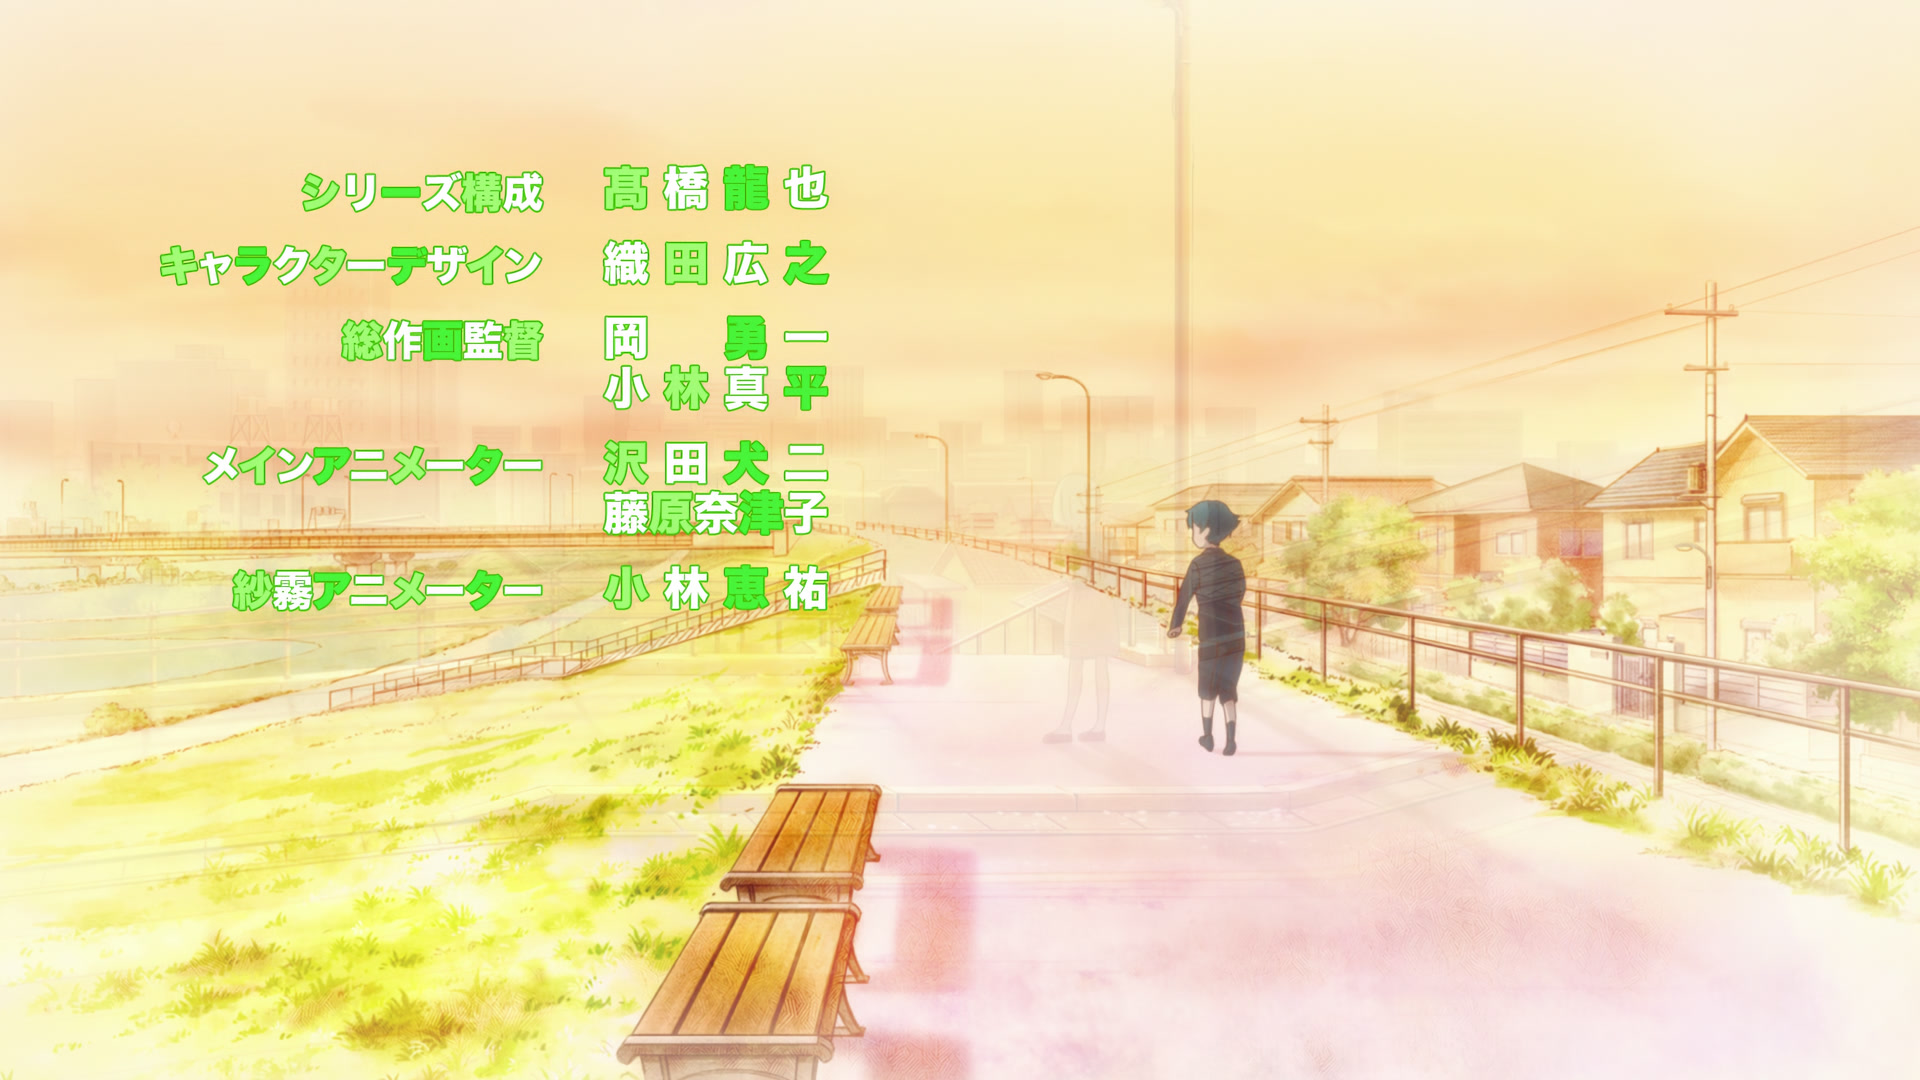 シリーズ構成 髙橋龍也
キャラクターデザイン 織田広之
総作画監督 岡 勇一
小林真平
メインアニメーター 沢田犬二
藤原奈津子
紗霧アニメーター 小林恵祐